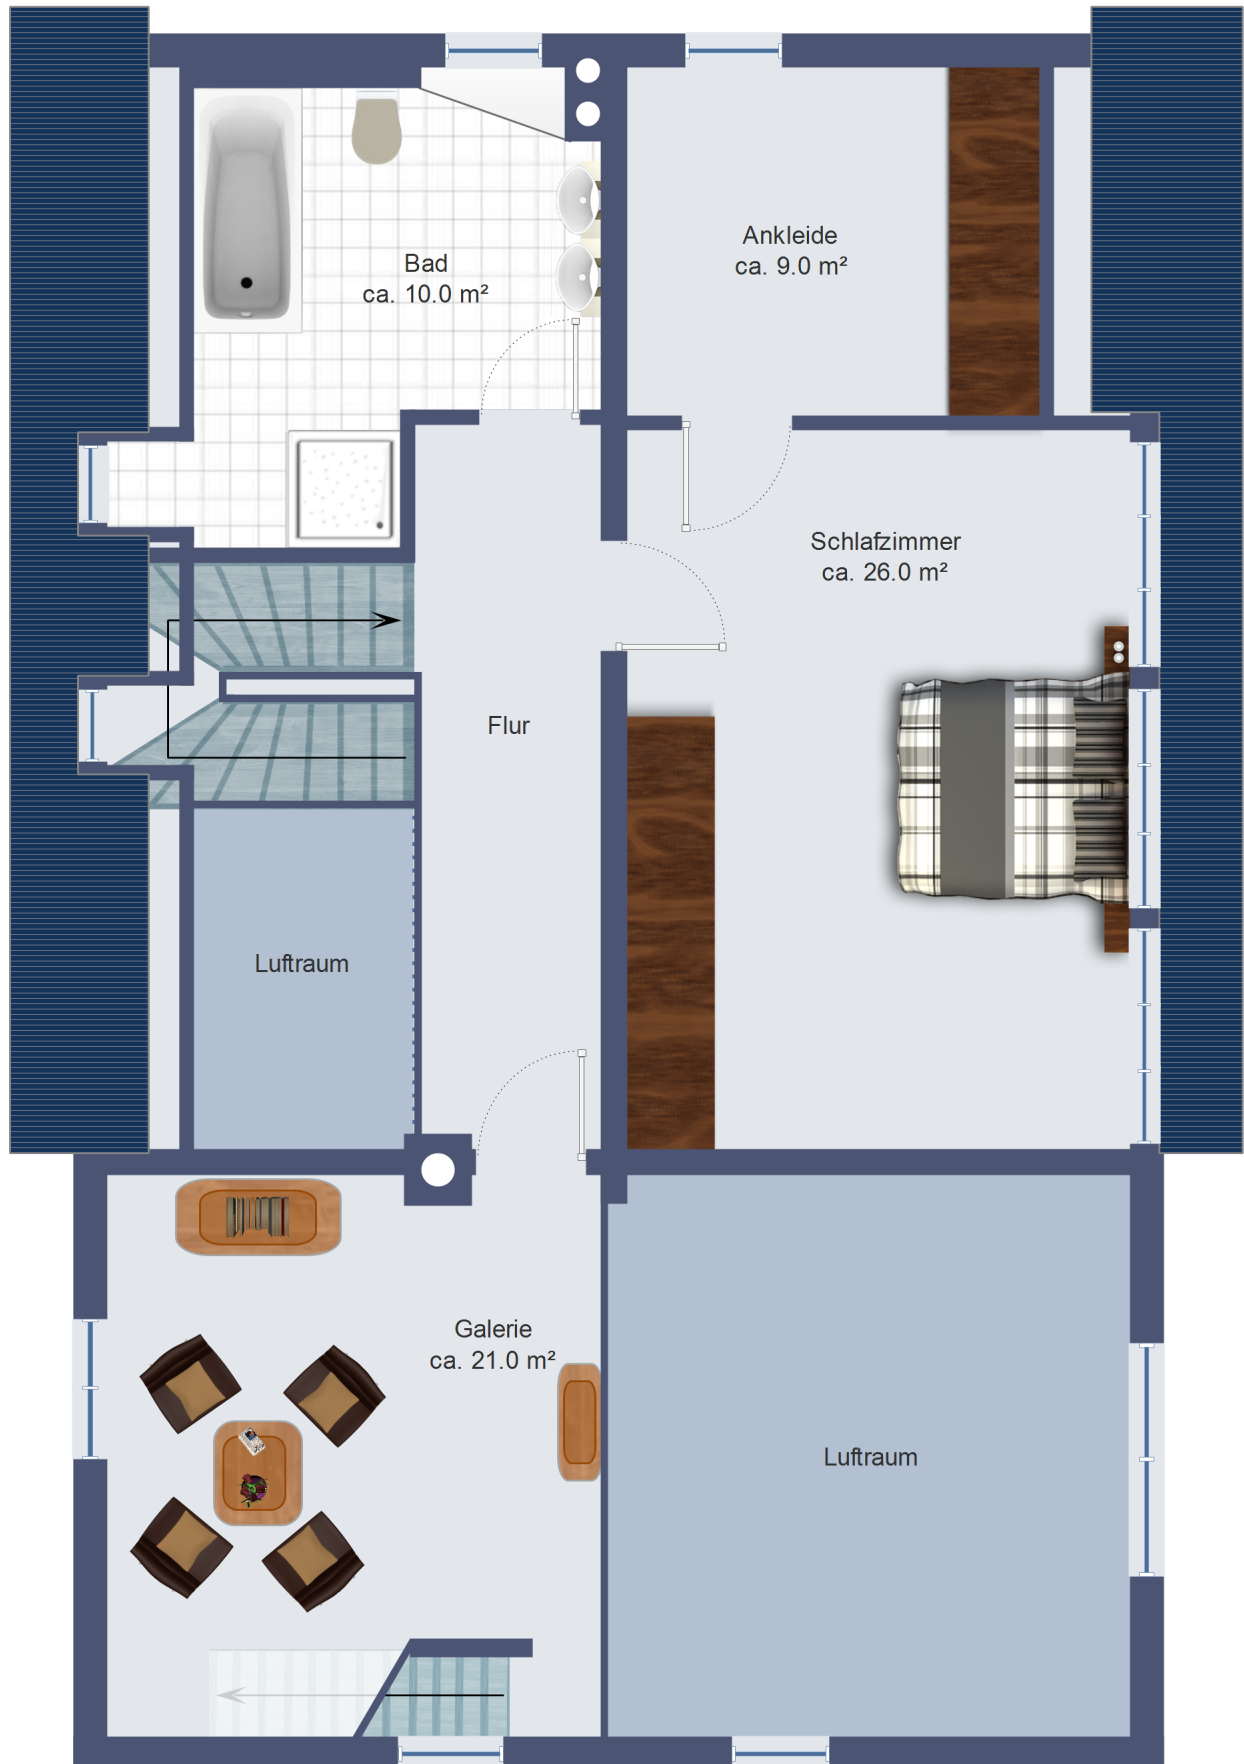 Bad
ca. 10.0 m²
Ankleide
ca. 9.0 m²
Schlafzimmer
ca. 26.0 m²
Flur
Luftraum
Galerie
ca. 21.0 m²
Luftraum